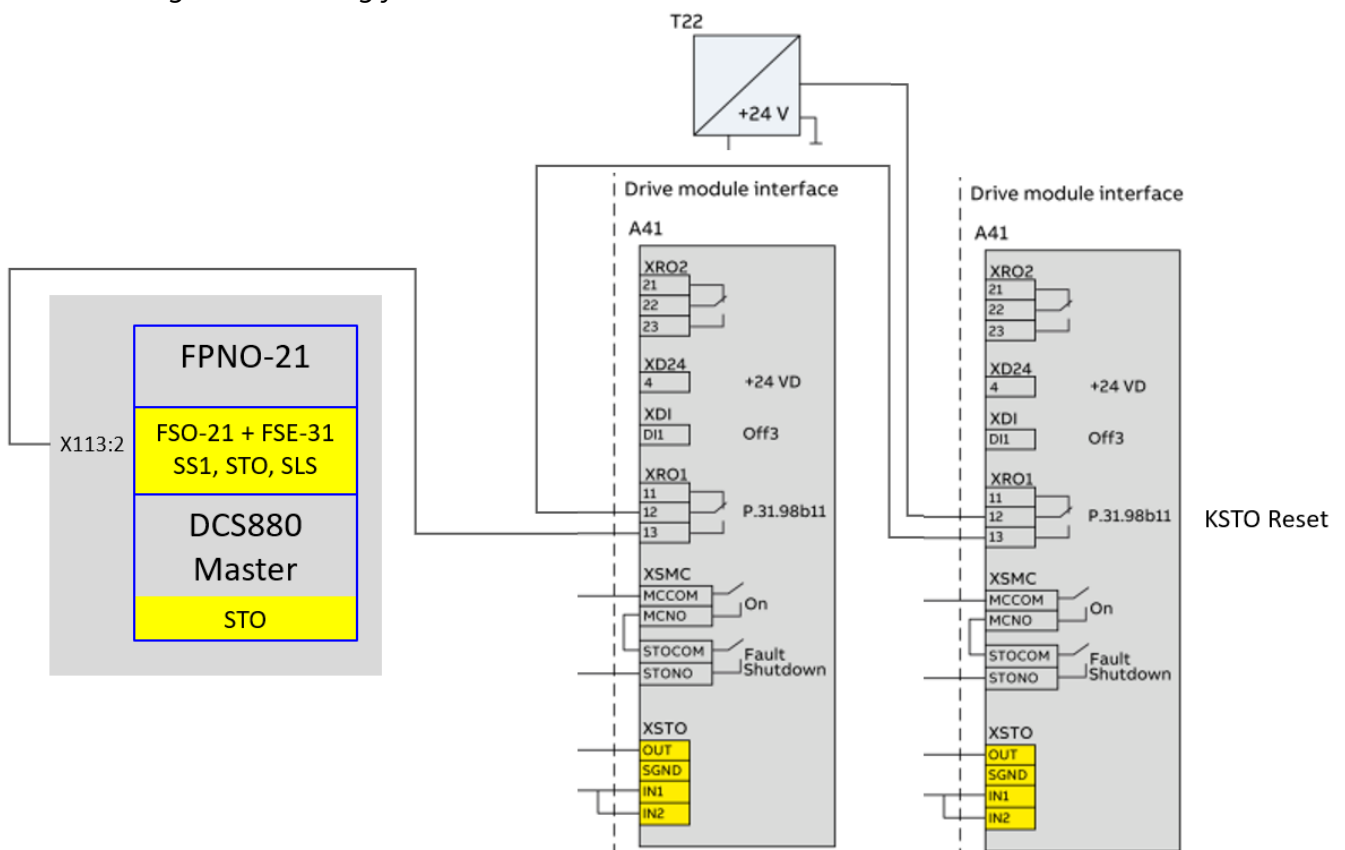 T22
+24 V
Drive module interface
A41
XRO2
21
22
23
XD24
4
+24 VD
XDI
DI1
Off3
XRO1
11
12
P.31.98b11
13
XSMC
MCCOM
On
MCNO
STOCOM
Fault
Shutdown
STONO
XSTO
OUT
SGND
IN1
IN2
Drive module interface
A41
XRO2
21
22
23
XD24
4
+24 VD
XDI
DI1
Off3
XRO1
11
12
P.31.98b11
13
KSTO Reset
XSMC
MCCOM
On
MCNO
STOCOM
Fault
Shutdown
STONO
XSTO
OUT
SGND
IN1
IN2
FPNO-21
X113:2
FSO-21 + FSE-31
SS1, STO, SLS
DCS880
Master
STO